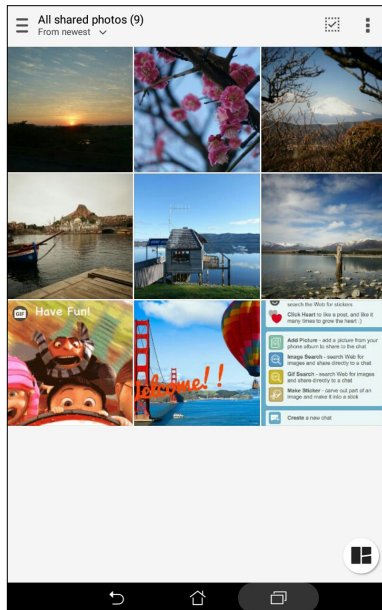 All shared photos (9)
From newest
GIF Have Fun!
Welcome!!
search the Web for stickers
Click Heart to like a post, and like it
many times to grow the heart :)
Add Picture - add a picture from your
phone album to share to the chat
Image Search - search Web for
images and share directly to a chat
Gif Search - search Web for images
and share directly to a chat
Make Sticker - carve out part of an
image and make it into a stick
Create a new chat